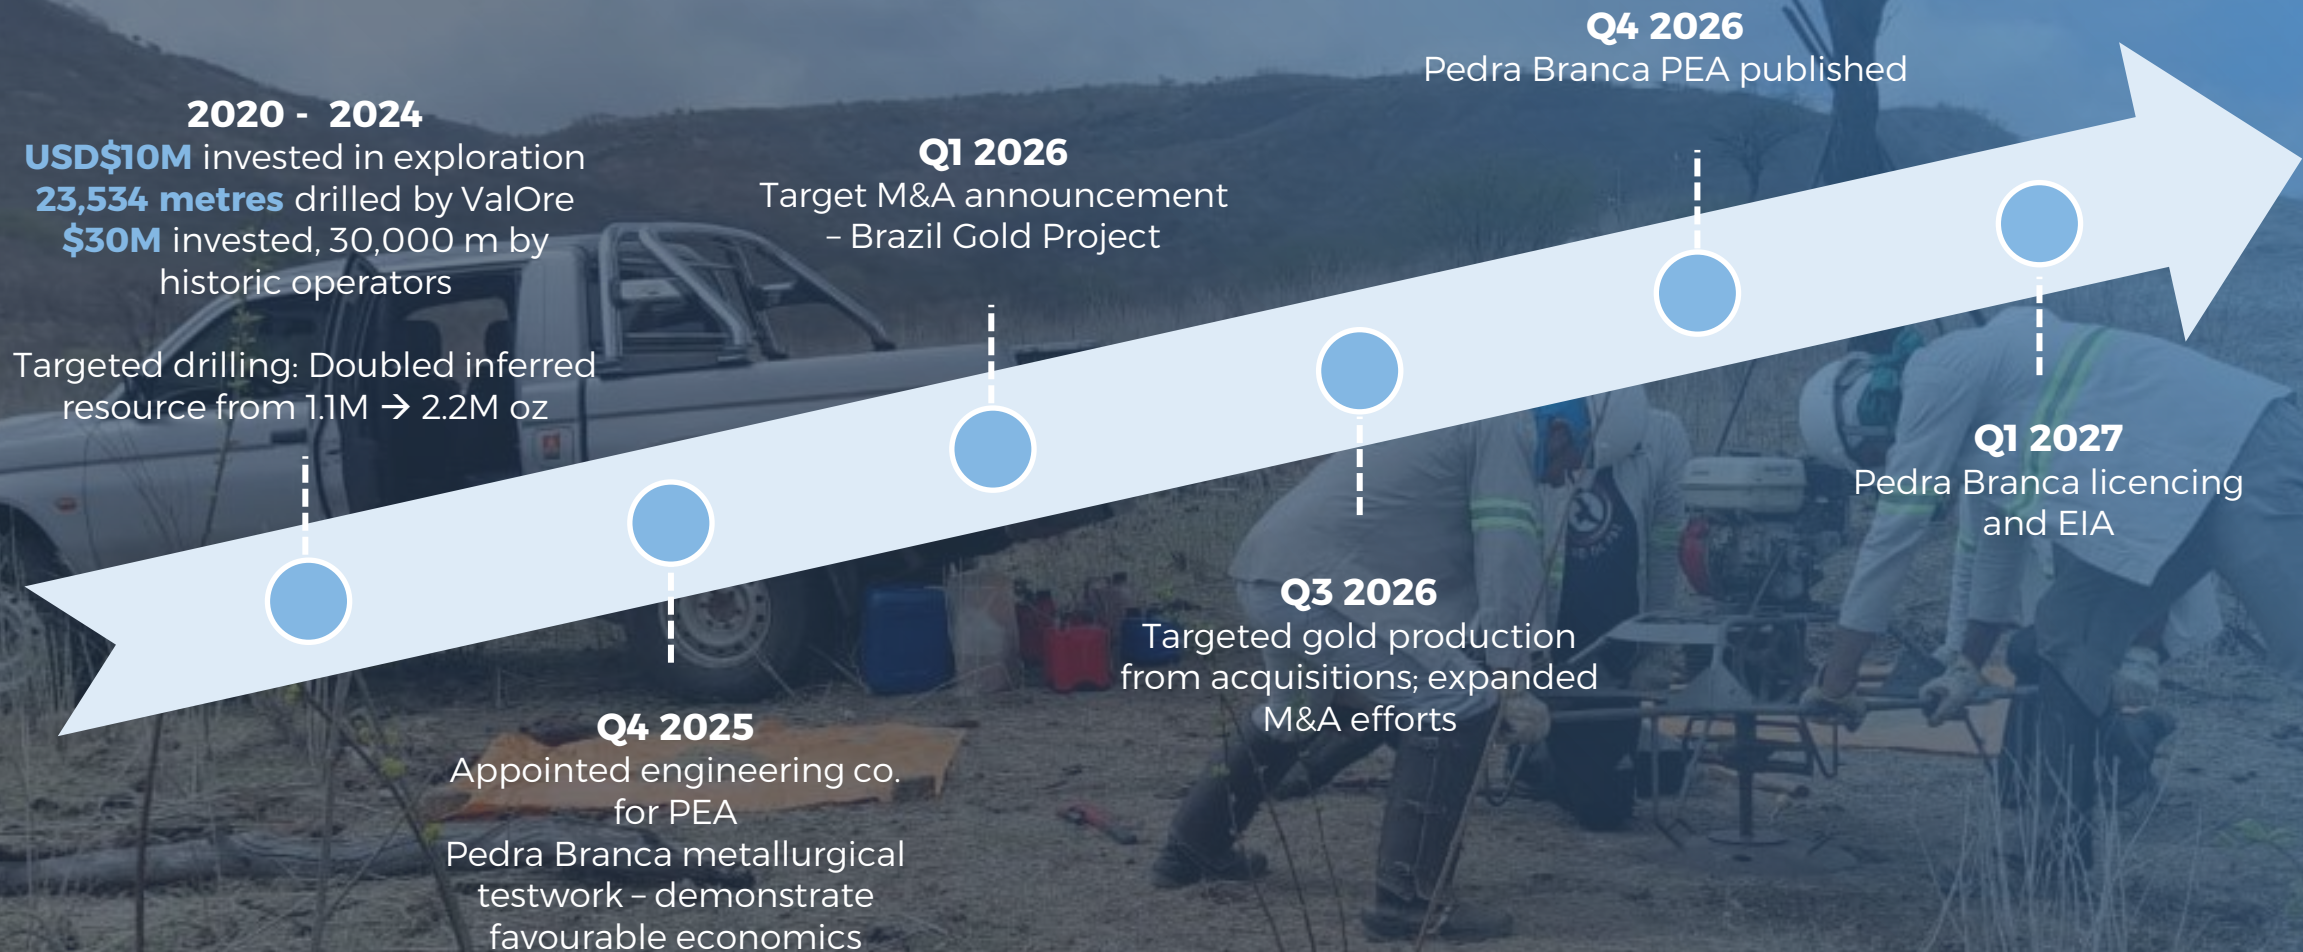 2020 - 2024
USD$10M invested in exploration
23,534 metres drilled by ValOre
$30M invested, 30,000 m by
historic operators
Targeted drilling: Doubled inferred
resource from 1.1M → 2.2M oz
Q4 2025
Appointed engineering co.
for PEA
Pedra Branca metallurgical
testwork – demonstrate
favourable economics
Q1 2026
Target M&A announcement
– Brazil Gold Project
Q3 2026
Targeted gold production
from acquisitions; expanded
M&A efforts
Q4 2026
Pedra Branca PEA published
Q1 2027
Pedra Branca licencing
and EIA